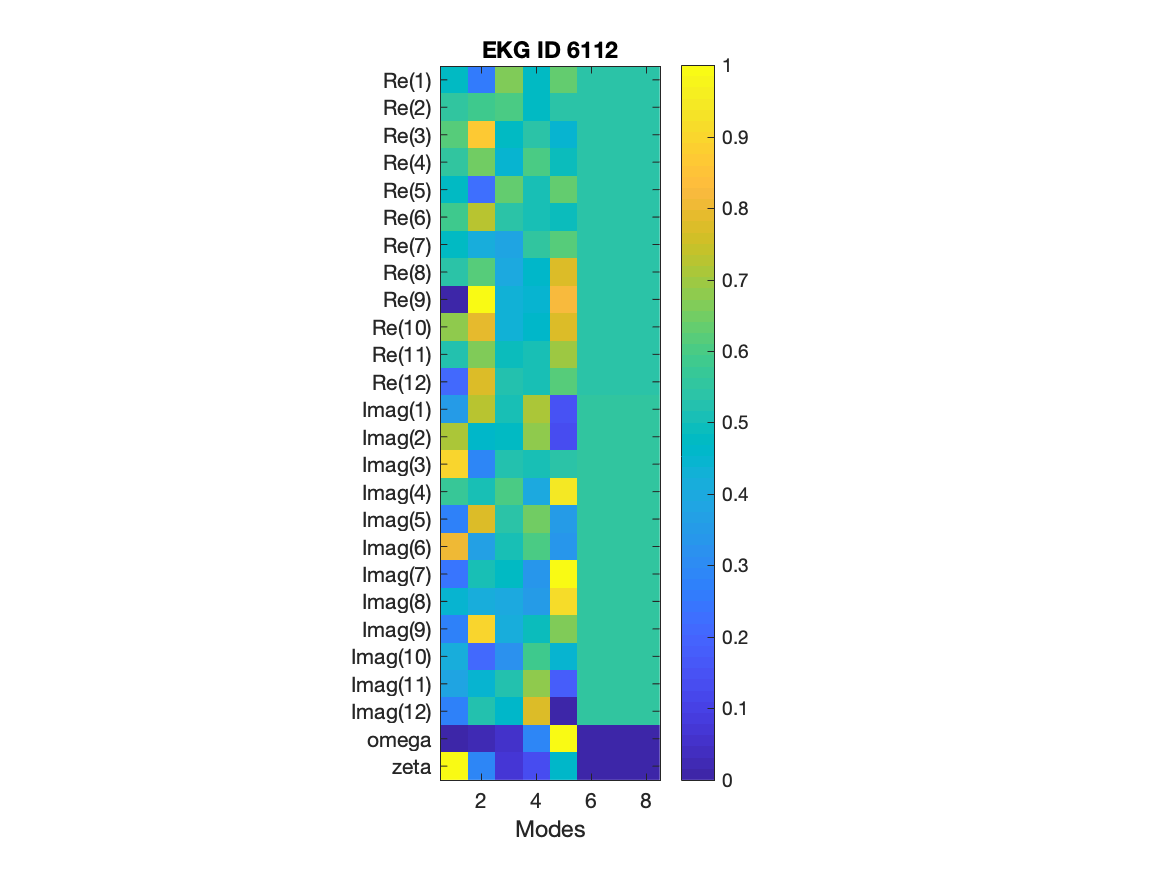 EKG ID 6112
Re(1)
Re(2)
Re(3)
Re(4)
Re(5)
Re(6)
Re(7)
Re(8)
Re(9)
Re(10)
Re(11)
Re(12)
Imag(1)
Imag(2)
Imag(3)
Imag(4)
Imag(5)
Imag(6)
Imag(7)
Imag(8)
Imag(9)
Imag(10)
Imag(11)
Imag(12)
omega
zeta
2 4 6 8
Modes
1
0.9
0.8
0.7
0.6
0.5
0.4
0.3
0.2
0.1
0